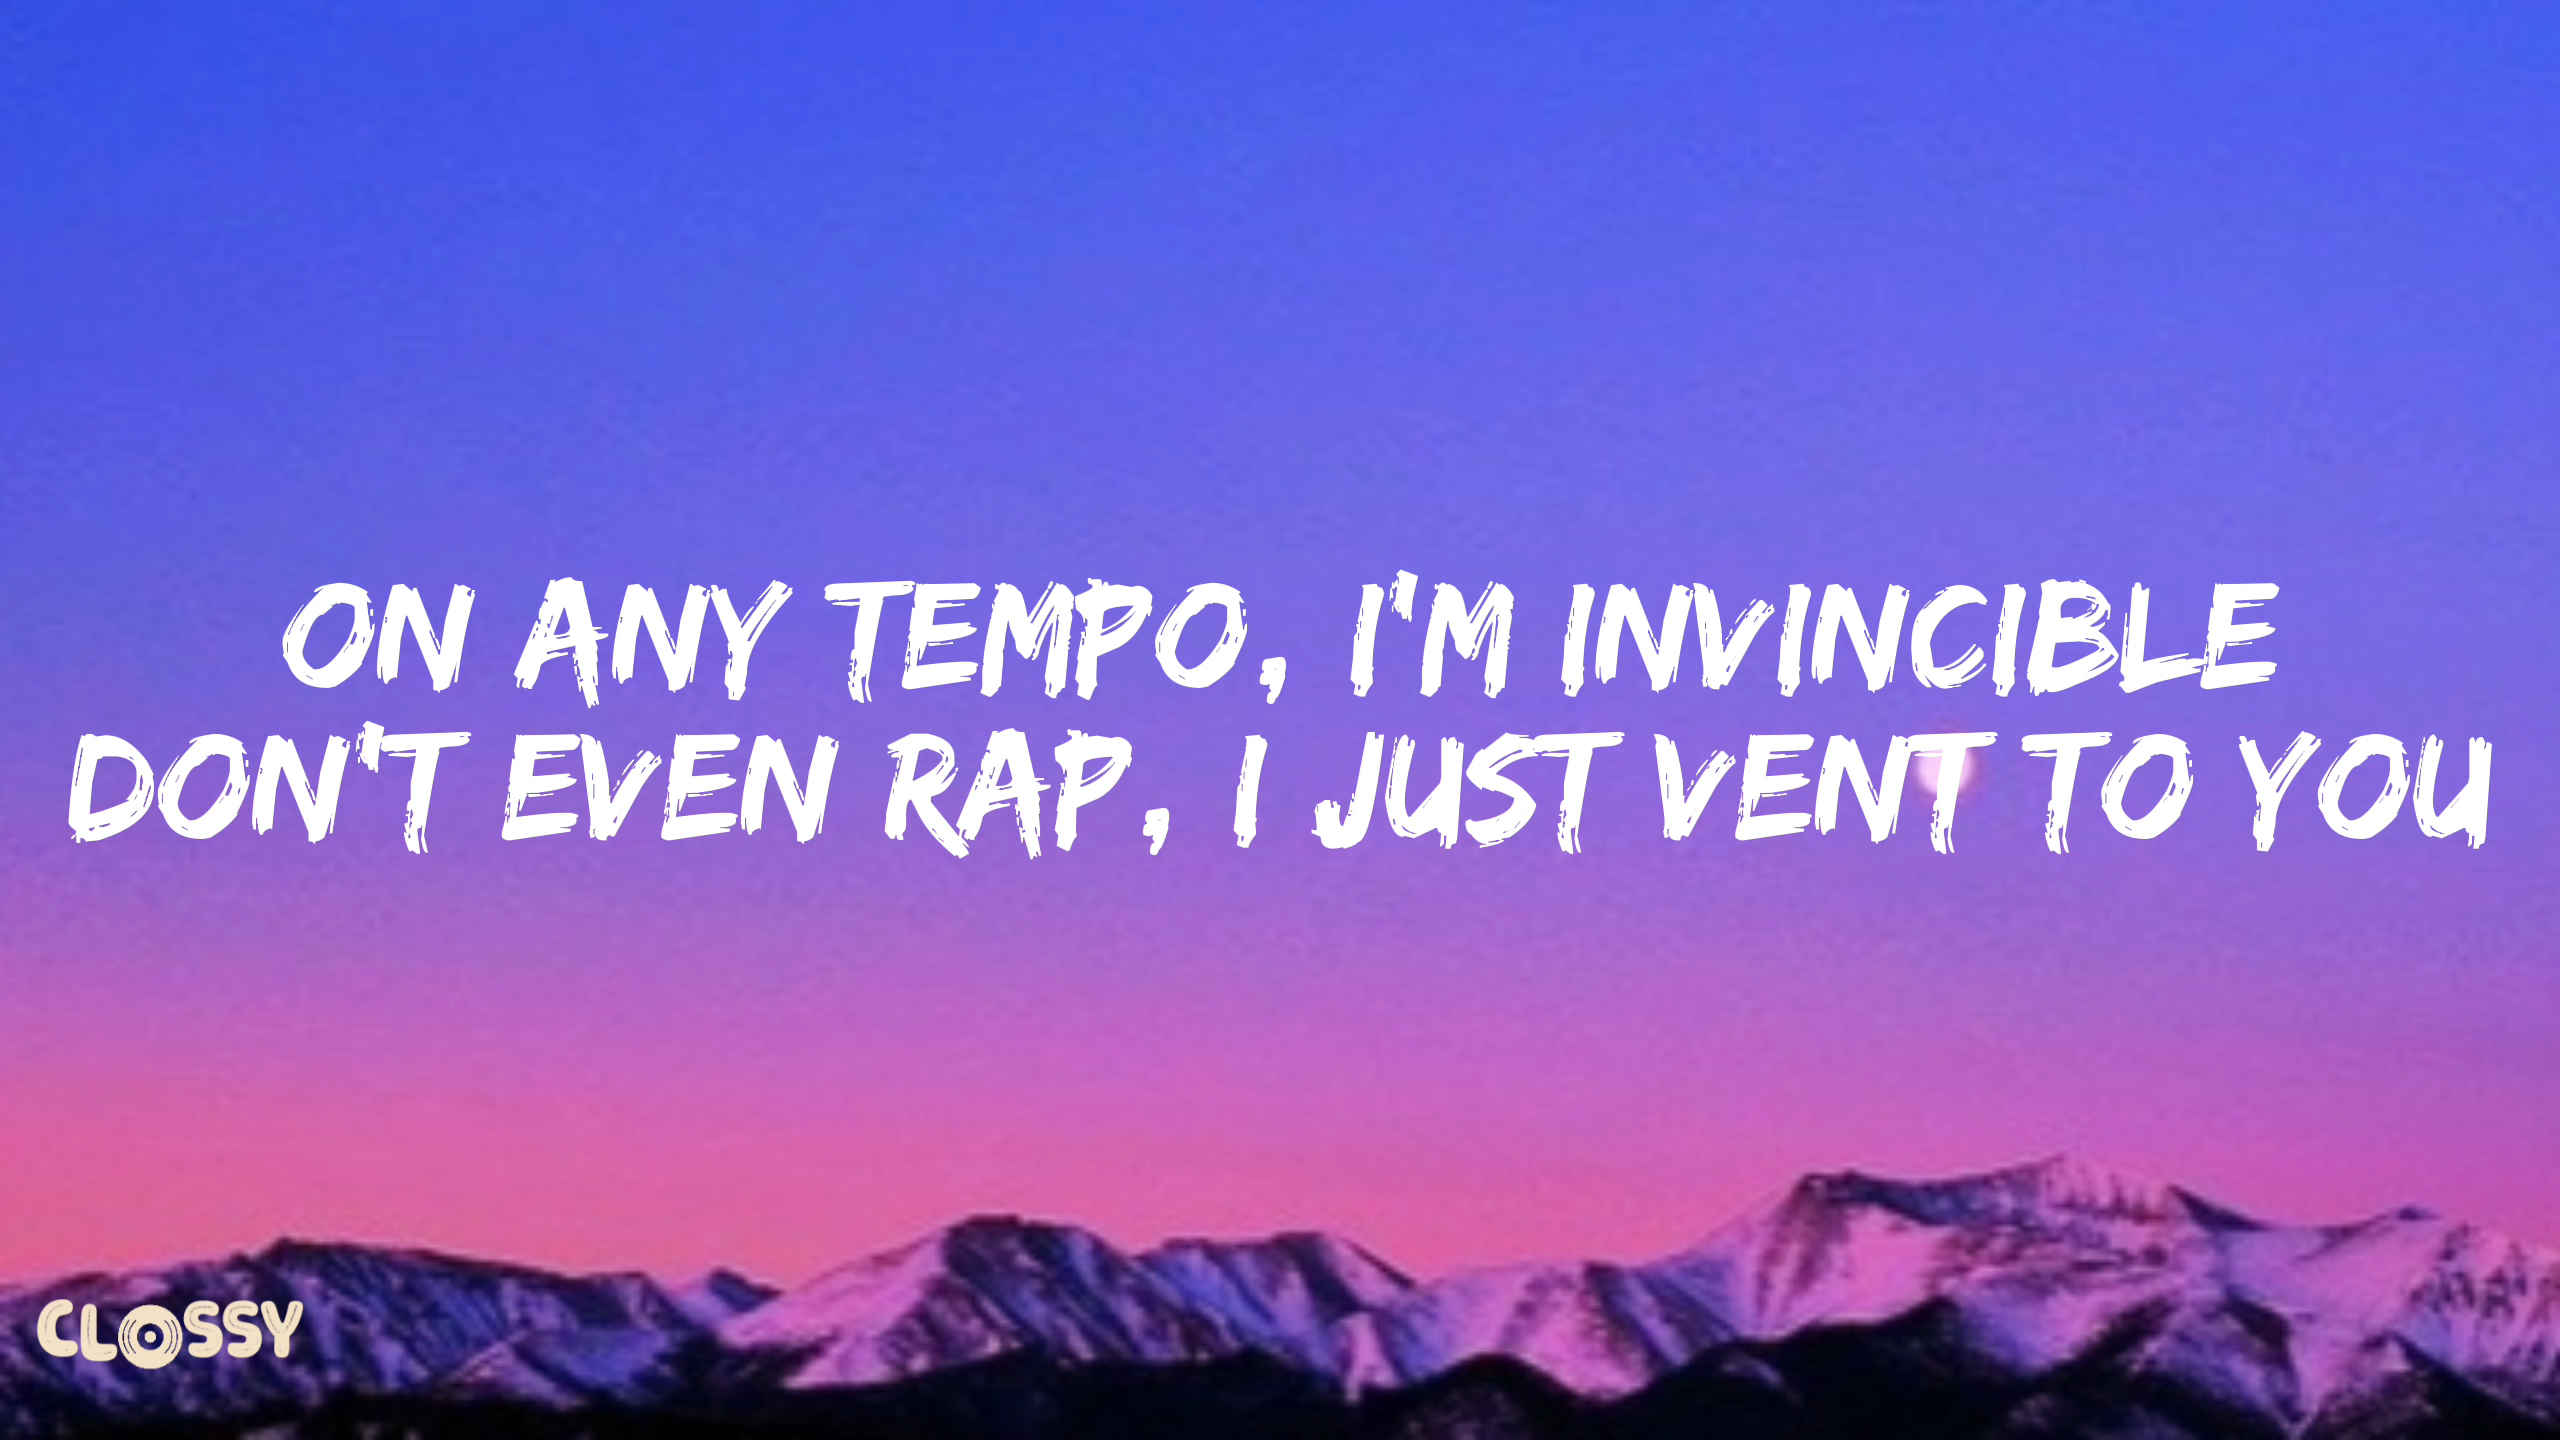 ON ANY TEMPO, I'M INVINCIBLE
DON'T EVEN RAP, I JUST VENT TO YOU
CLOSSY